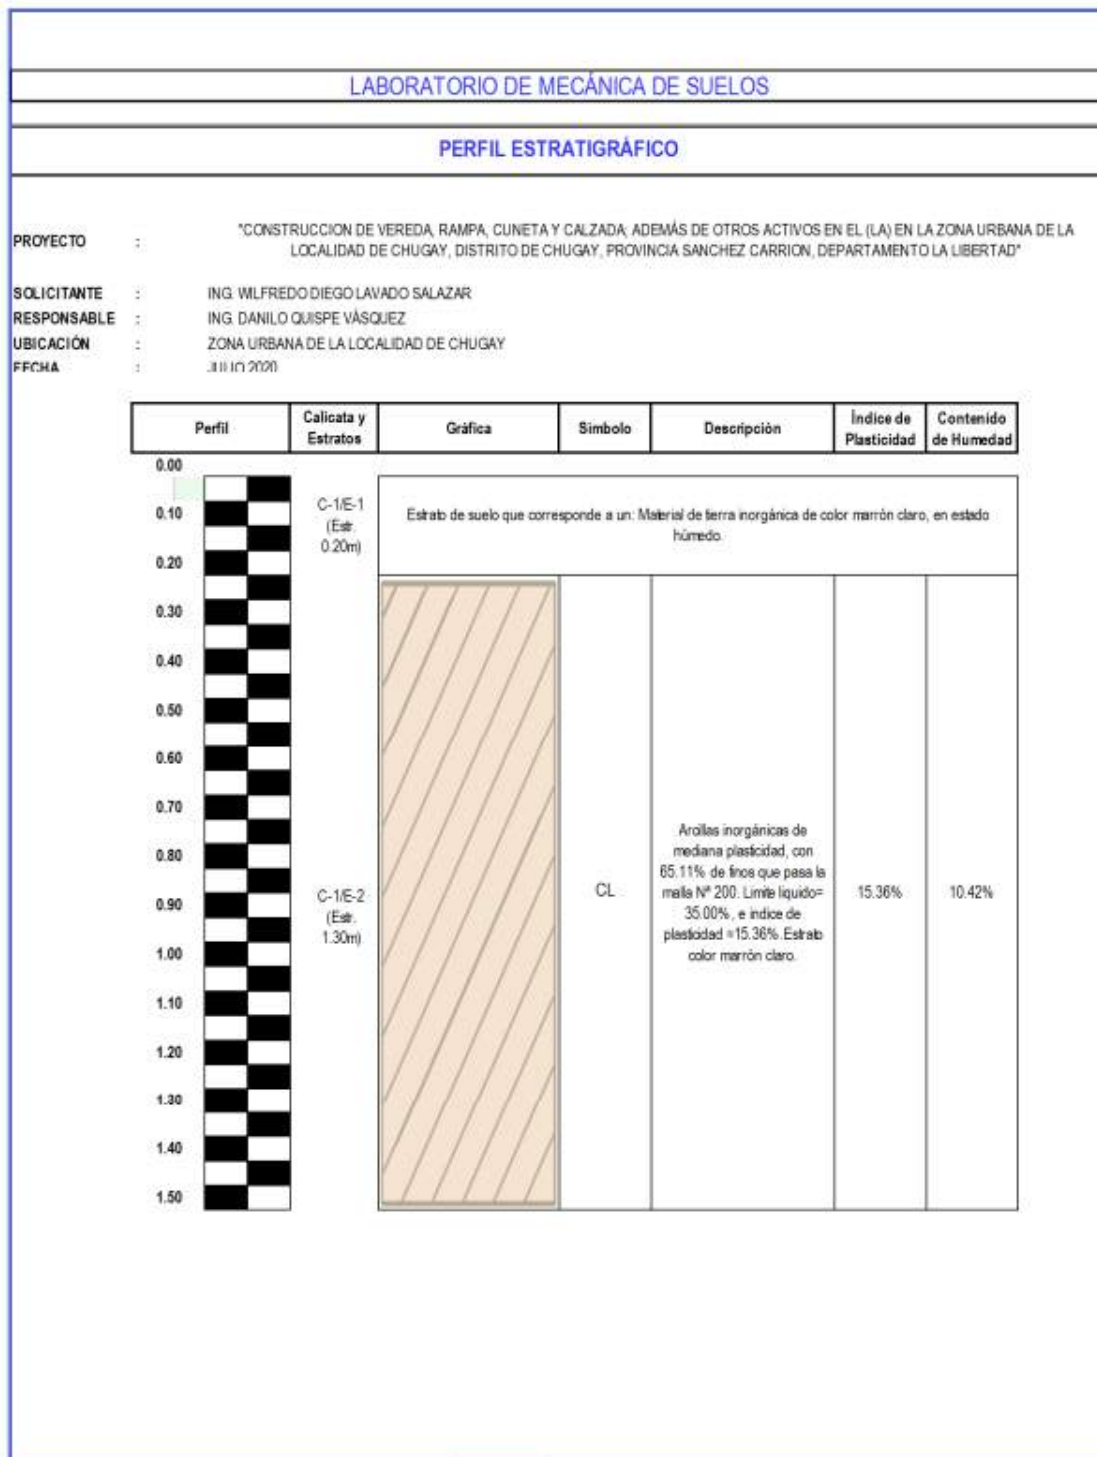 LABORATORIO DE MECÁNICA DE SUELOS
PERFIL ESTRATIGRÁFICO
PROYECTO : "CONSTRUCCION DE VEREDA, RAMPA, CUNETA Y CALZADA; ADEMÁS DE OTROS ACTIVOS EN EL (LA) EN LA ZONA URBANA DE LA
LOCALIDAD DE CHUGAY, DISTRITO DE CHUGAY, PROVINCIA SANCHEZ CARRION, DEPARTAMENTO LA LIBERTAD"
SOLICITANTE : ING. WILFREDO DIEGO LAVADO SALAZAR
RESPONSABLE : ING. DANILO QUISPE VÁSQUEZ
UBICACIÓN : ZONA URBANA DE LA LOCALIDAD DE CHUGAY
FECHA : JULIO 2020
Perfil
Calicata y
Estratos
Gráfica
Símbolo
Descripción
Índice de
Plasticidad
Contenido
de Humedad
0.00
0.10
0.20
0.30
0.40
0.50
0.60
0.70
0.80
0.90
1.00
1.10
1.20
1.30
1.40
1.50
C-1/E-1
(Estr.
0.20m)
Estrato de suelo que corresponde a un: Material de tierra inorgánica de color marrón claro, en estado
húmedo.
C-1/E-2
(Estr.
1.30m)
CL
Arcillas inorgánicas de
mediana plasticidad, con
65.11% de finos que pasa la
malla Nª 200. Limite liquido=
35.00%, e indice de
plasticidad =15.36%. Estrato
color marrón claro.
15.36%
10.42%